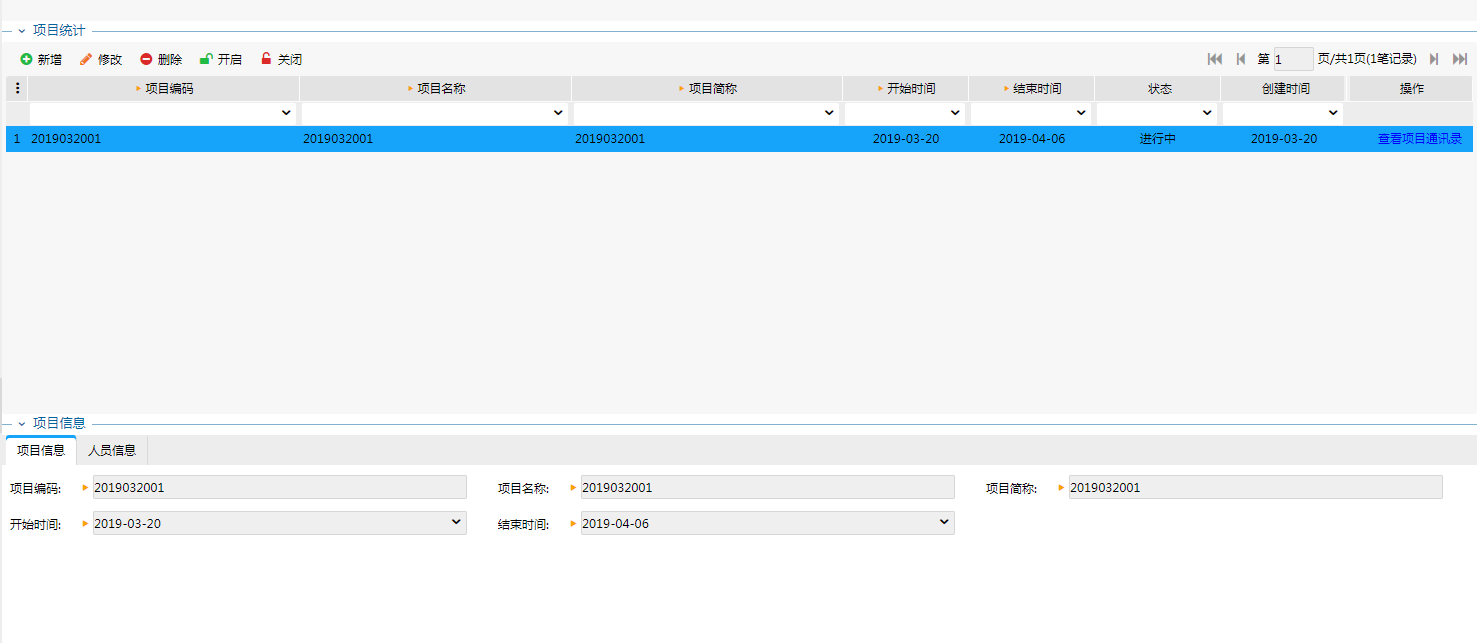 项目统计
新增 修改 删除 开启 关闭 第 1 页/共1页(1笔记录)
项目编码 项目名称 项目简称 开始时间 结束时间 状态 创建时间 操作
1 2019032001 2019032001 2019032001 2019-03-20 2019-04-06 进行中 2019-03-20 查看项目通讯录
项目信息
项目信息 人员信息
项目编码: 2019032001 项目名称: 2019032001 项目简称: 2019032001
开始时间: 2019-03-20 结束时间: 2019-04-06